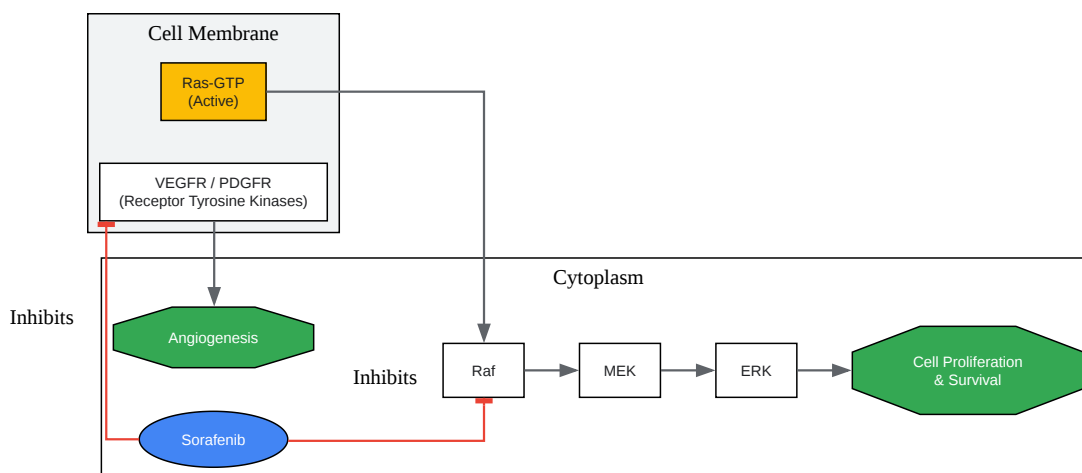 Cell Membrane
Ras-GTP
(Active)
VEGFR / PDGFR
(Receptor Tyrosine Kinases)
Cytoplasm
Inhibits
Angiogenesis
Inhibits
Raf
MEK
ERK
Cell Proliferation
& Survival
Sorafenib